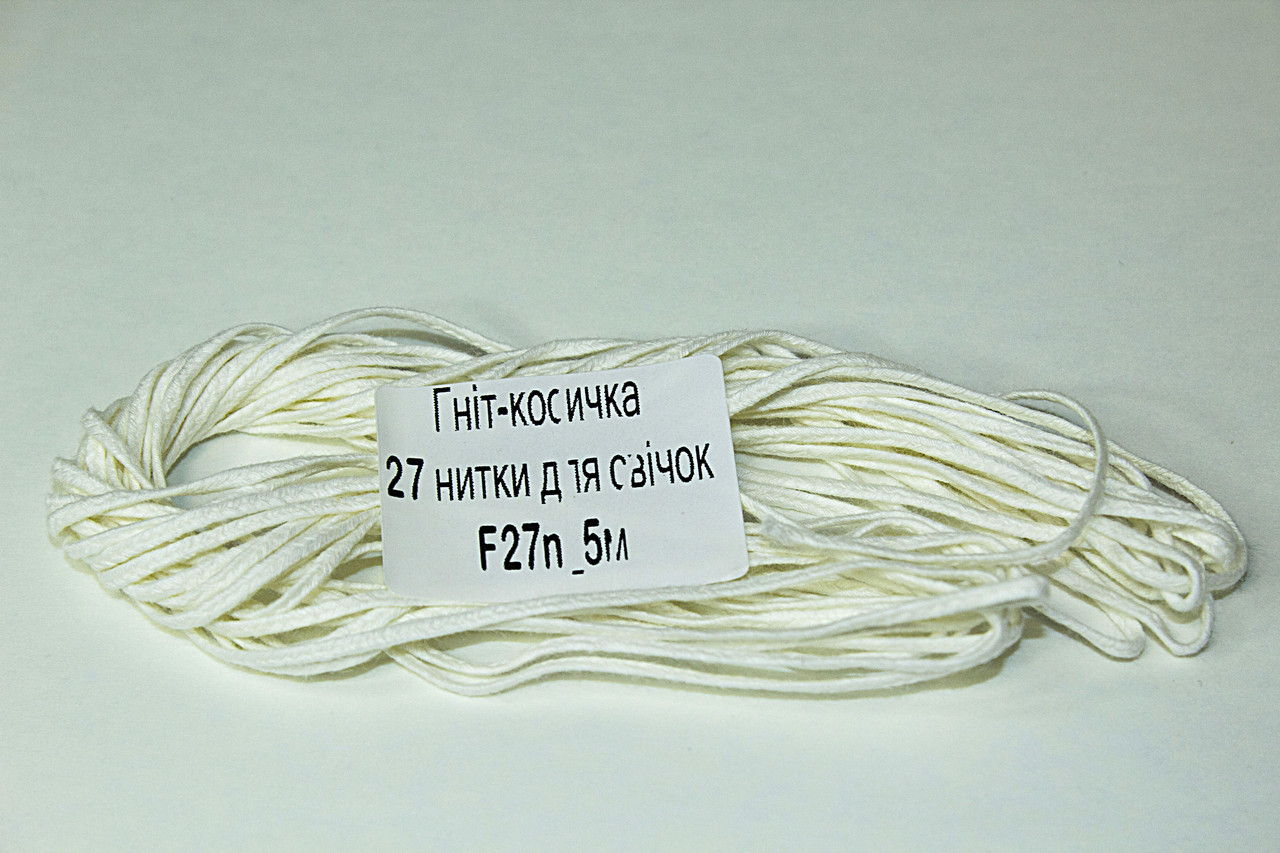 Гніт-косичка
27 нитки для свічок
F27n_5м